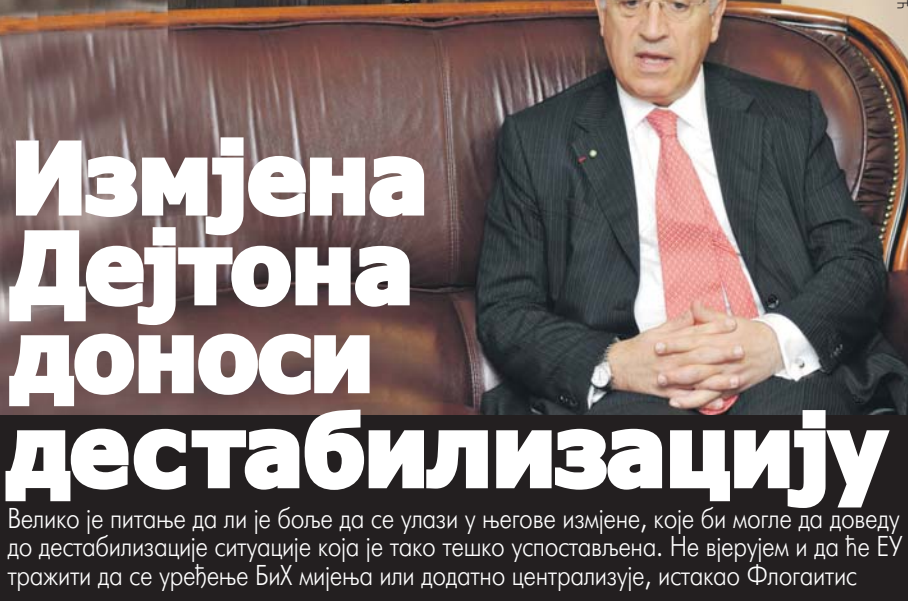 Измјена
Дејтона
доноси
дестабилизацију
Велико је питање да ли је боље да се улази у његове измјене, које би могле да доведу
до дестабилизације ситуације која је тако тешко успостављена. Не вјерујем и да ће ЕУ
тражити да се уређење БиХ мијења или додатно централизује, истакао Флогаитис